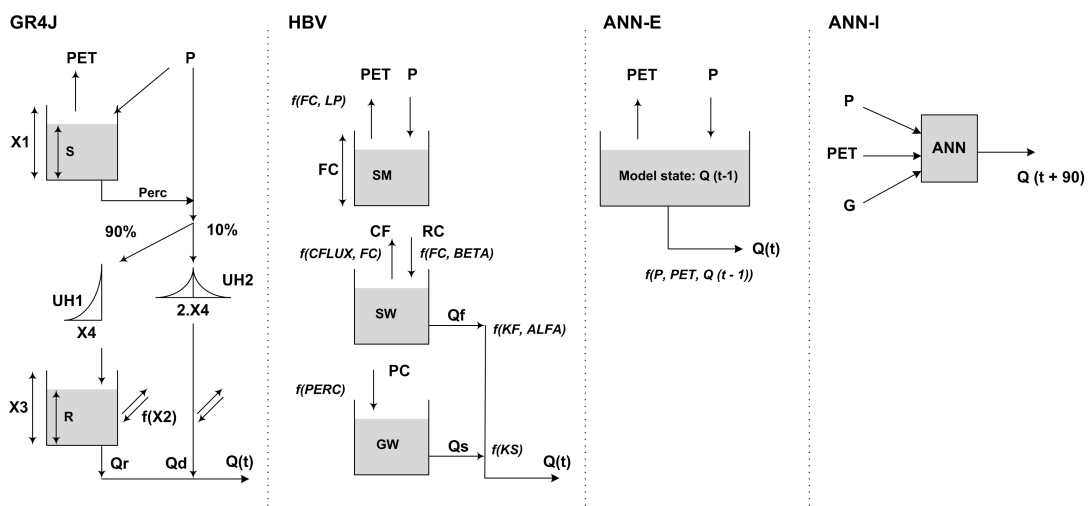 GR4J
PET
P
X1
S
Perc
90%
10%
UH1
UH2
X4
2.X4
X3
R
f(X2)
Qr
Qd
Q(t)
HBV
PET
P
f(FC, LP)
FC
SM
CF
RC
f(CFLUX, FC)
f(FC, BETA)
SW
Qf
f(KF, ALFA)
PC
f(PERC)
GW
Qs
f(KS)
Q(t)
ANN-E
PET
P
Model state: Q (t-1)
Q(t)
f(P, PET, Q (t - 1))
ANN-I
P
PET
G
ANN
Q (t + 90)